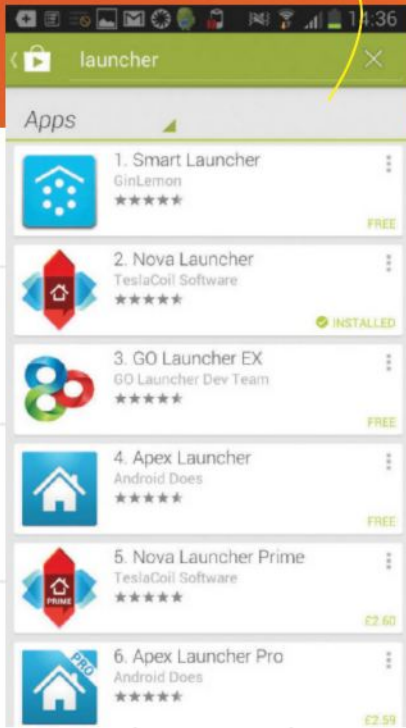 14:36
launcher
Apps
1. Smart Launcher
GinLemon
FREE
2. Nova Launcher
TeslaCoil Software
INSTALLED
3. GO Launcher EX
GO Launcher Dev Team
FREE
4. Apex Launcher
Android Does
FREE
5. Nova Launcher Prime
TeslaCoil Software
PRIME
£2.60
6. Apex Launcher Pro
PRO
Android Does
£2.59